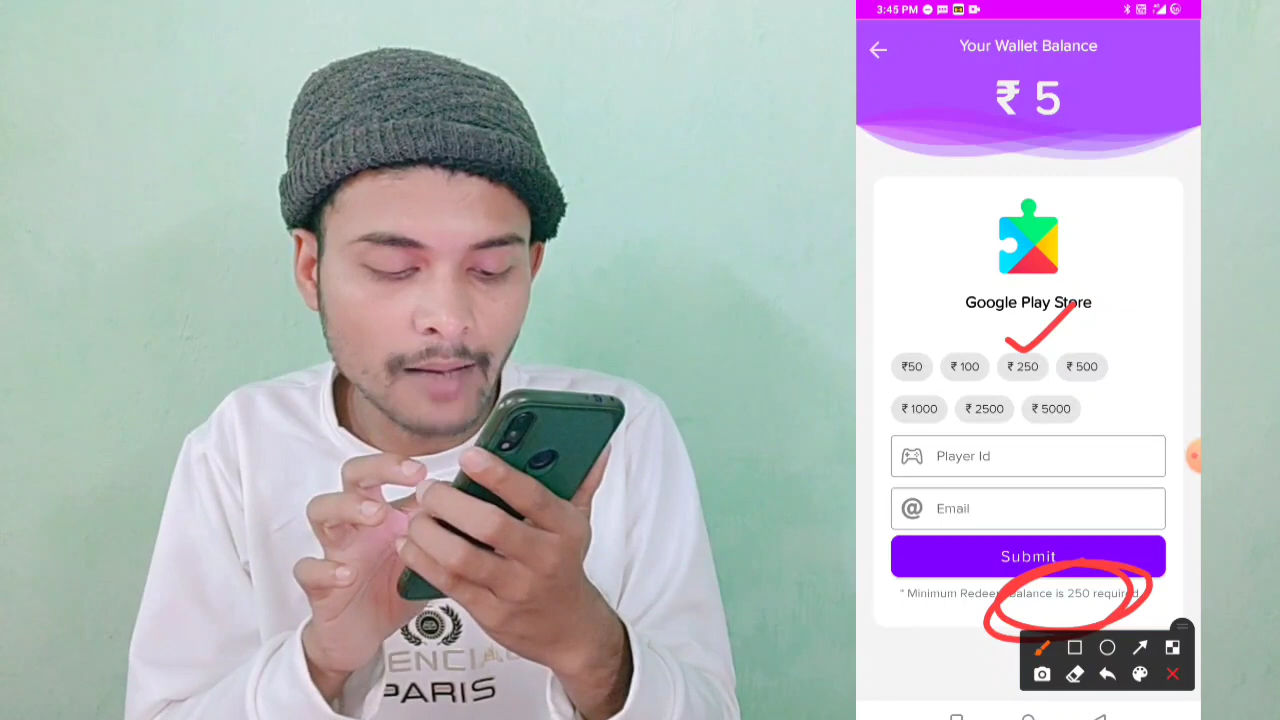 3:45 PM
Your Wallet Balance
₹ 5
Google Play Store
₹50
₹ 100
₹ 250
₹ 500
₹ 1000
₹ 2500
₹ 5000
Player Id
Email
Submit
* Minimum Redeem Balance is 250 required
PARIS